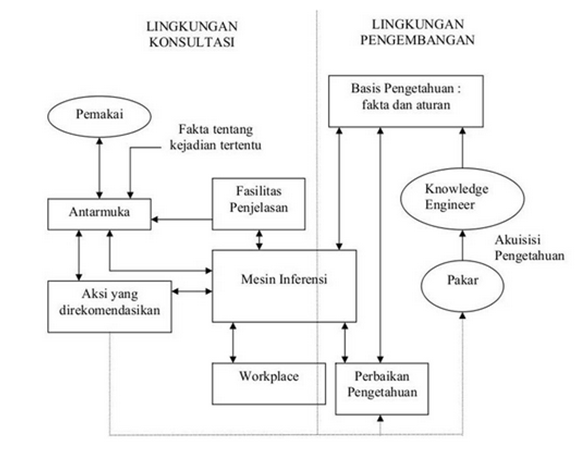 LINGKUNGAN
KONSULTASI
LINGKUNGAN
PENGEMBANGAN
Basis Pengetahuan :
fakta dan aturan
Pemakai
Fakta tentang
kejadian tertentu
Fasilitas
Penjelasan
Knowledge
Engineer
Antarmuka
Akuisisi
Pengetahuan
Mesin Inferensi
Pakar
Aksi yang
direkomendasikan
Workplace
Perbaikan
Pengetahuan